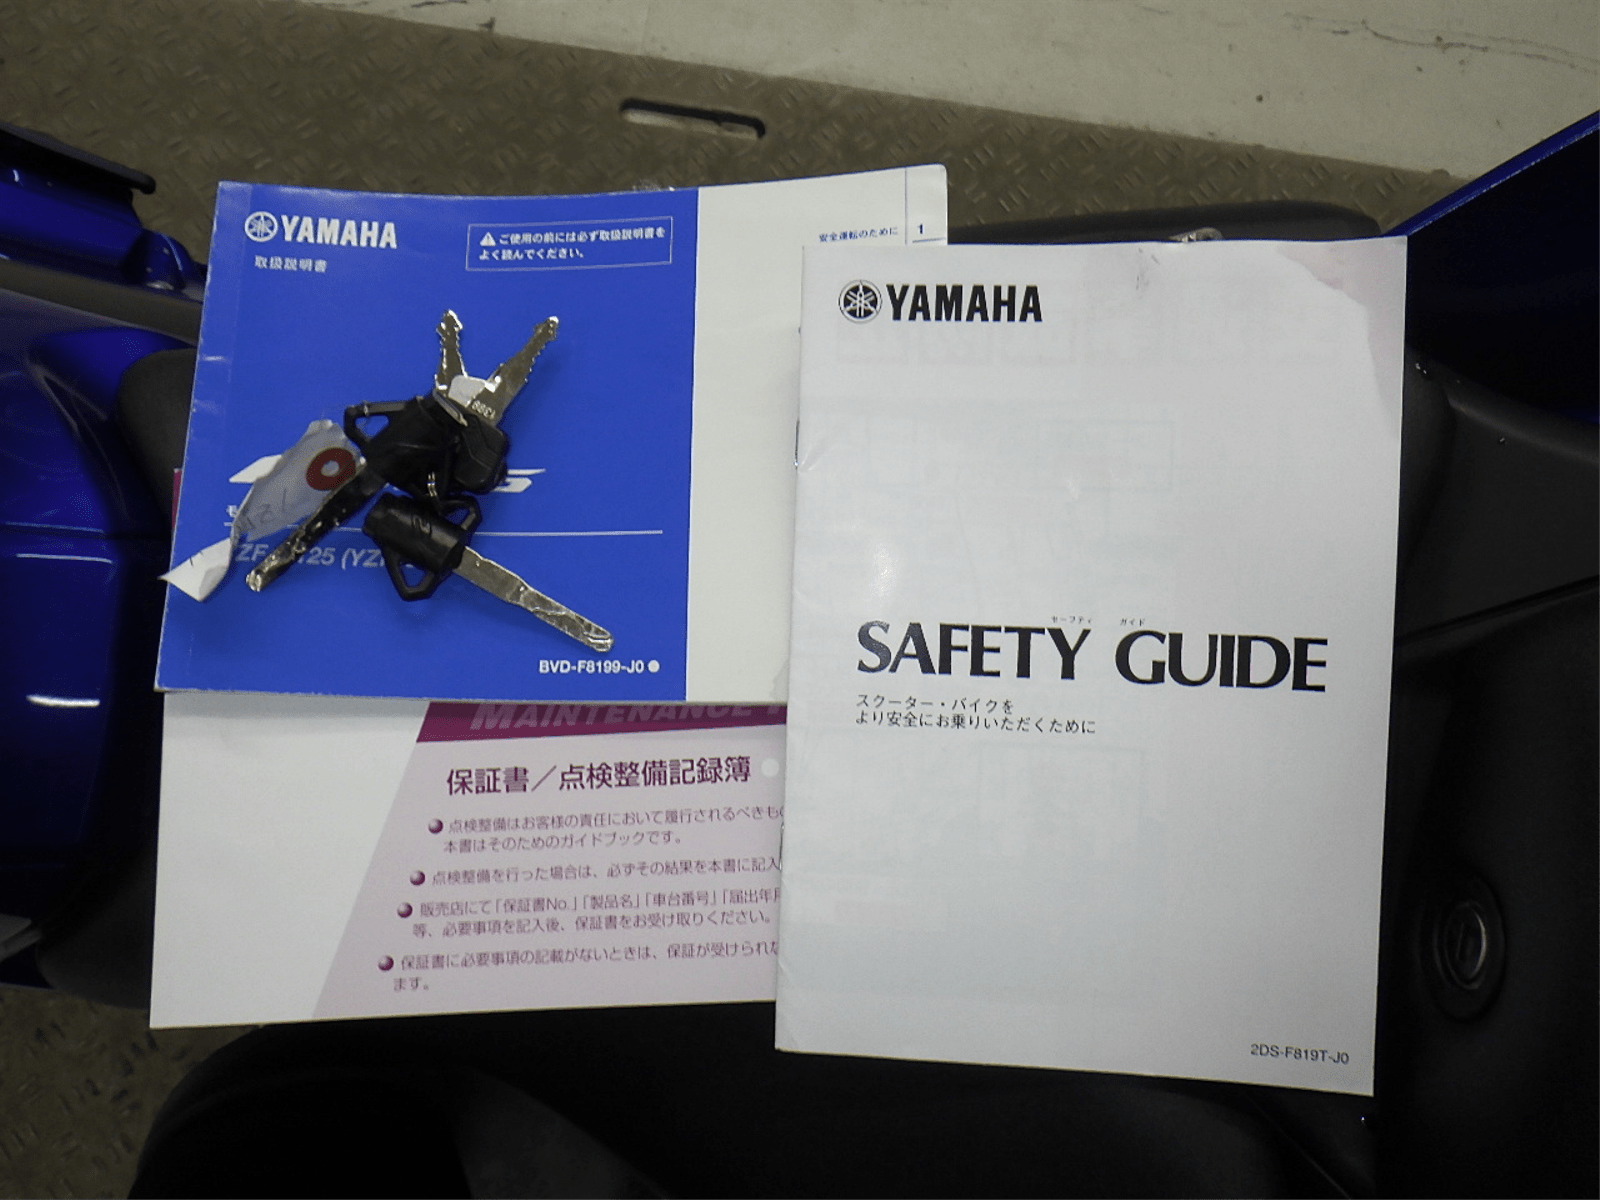 YAMAHA
取扱説明書
ご使用の前には必ず取扱説明書を
よく読んでください。
安全運転のために
1
1388
BVD-F8199-J0
YAMAHA
セーフティ ガイド
SAFETY GUIDE
スクーター・バイクを
より安全にお乗りいただくために
2DS-F819T-J0
MAINTENANCE
保証書／点検整備記録簿
点検整備はお客様の責任において履行されるべきも
本書はそのためのガイドブックです。
点検整備を行った場合は、必ずその結果を本書に記入
販売店にて「保証書No.」「製品名」「車台番号」「届出年月
等、必要事項を記入後、保証書をお受け取りください。
保証書に必要事項の記載がないときは、保証が受けられな
ます。